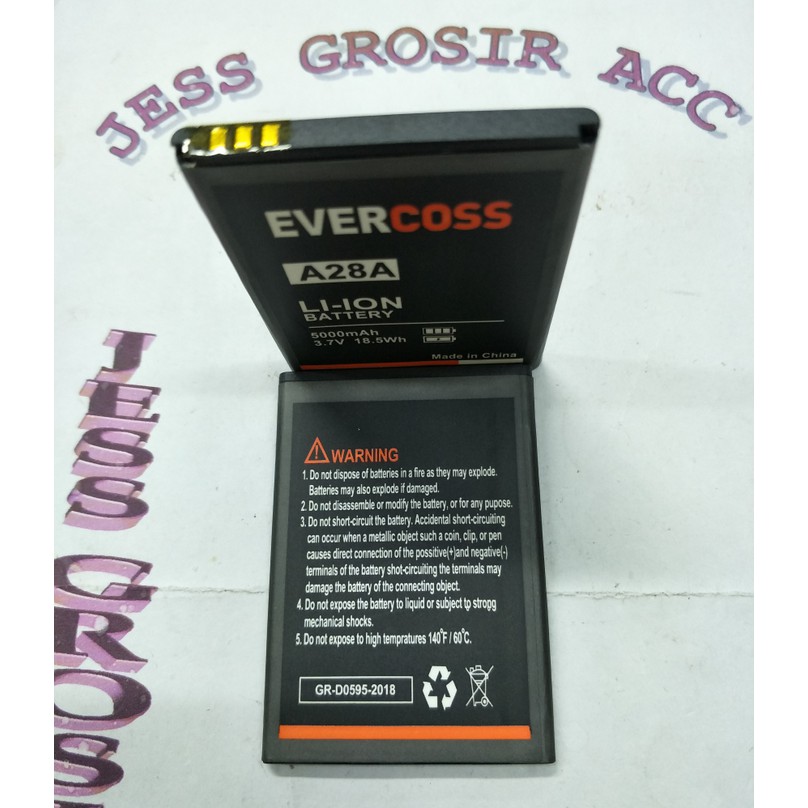 JESS GROSIR ACC
EVERCOSS
A28A
LI-ION
BATTERY
5000mAh
3.7V 18.5Wh
Made in China
WARNING
1. Do not dispose of batteries in a fire as they may explode.
Batteries may also explode if damaged.
2. Do not disassemble or modify the battery, or for any pupose.
3. Do not short-circuit the battery. Accidental short-circuiting
can occur when a metallic object such a coin, clip, or pen
causes direct connection of the possitive(+)and negative(-)
terminals of the battery shot-circuiting the terminals may
damage the battery of the connecting object.
4. Do not expose the battery to liquid or subject tp strogg
mechanical shocks.
5. Do not expose to high tempratures 140°F / 60°C.
GR-D0595-2018
JESS GROS